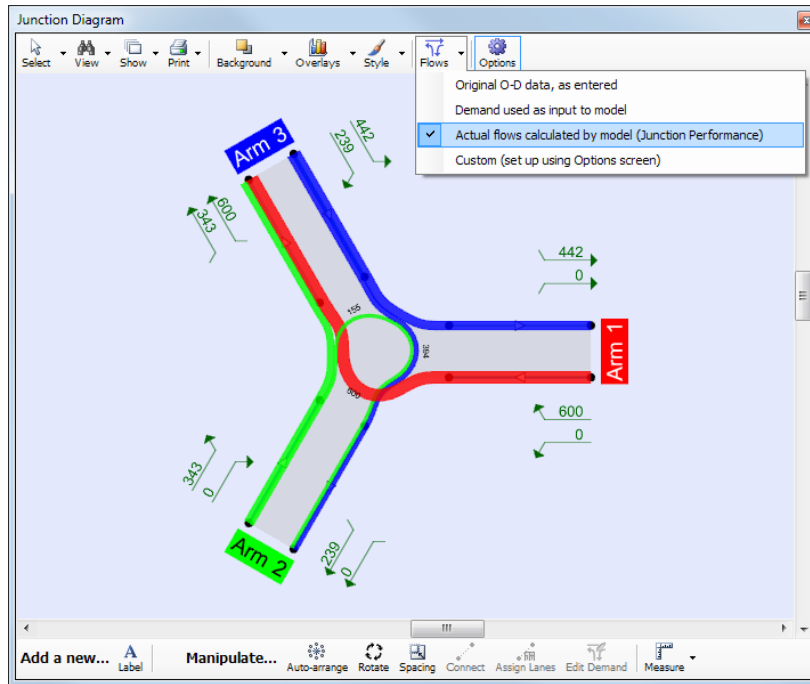 Junction Diagram
Select View Show Print Background Overlays Style Flows Options
Original O-D data, as entered
Demand used as input to model
Actual flows calculated by model (Junction Performance)
Custom (set up using Options screen)
Arm 3
442
239
600
343
442
0
155
394
Arm 1
600
600
0
343
0
Arm 2
239
0
Add a new... Label Manipulate... Auto-arrange Rotate Spacing Connect Assign Lanes Edit Demand Measure